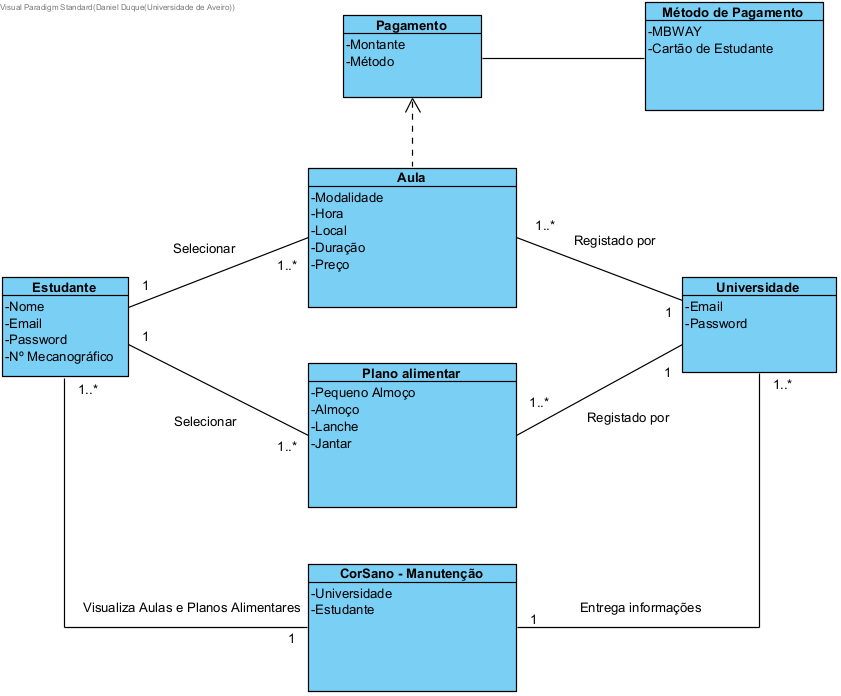 Visual Paradigm Standard(Daniel Duque(Universidade de Aveiro))
Pagamento
-Montante
-Método
Método de Pagamento
-MBWAY
-Cartão de Estudante
Aula
-Modalidade
-Hora
-Local
-Duração
-Preço
Selecionar
1
1..*
1..*
Registado por
1
Estudante
-Nome
-Email
-Password
-Nº Mecanográfico
Universidade
-Email
-Password
1
Selecionar
1..*
Plano alimentar
-Pequeno Almoço
-Almoço
-Lanche
-Jantar
1..*
Registado por
1
1..*
1..*
CorSano - Manutenção
-Universidade
-Estudante
Visualiza Aulas e Planos Alimentares
1
1
Entrega informações